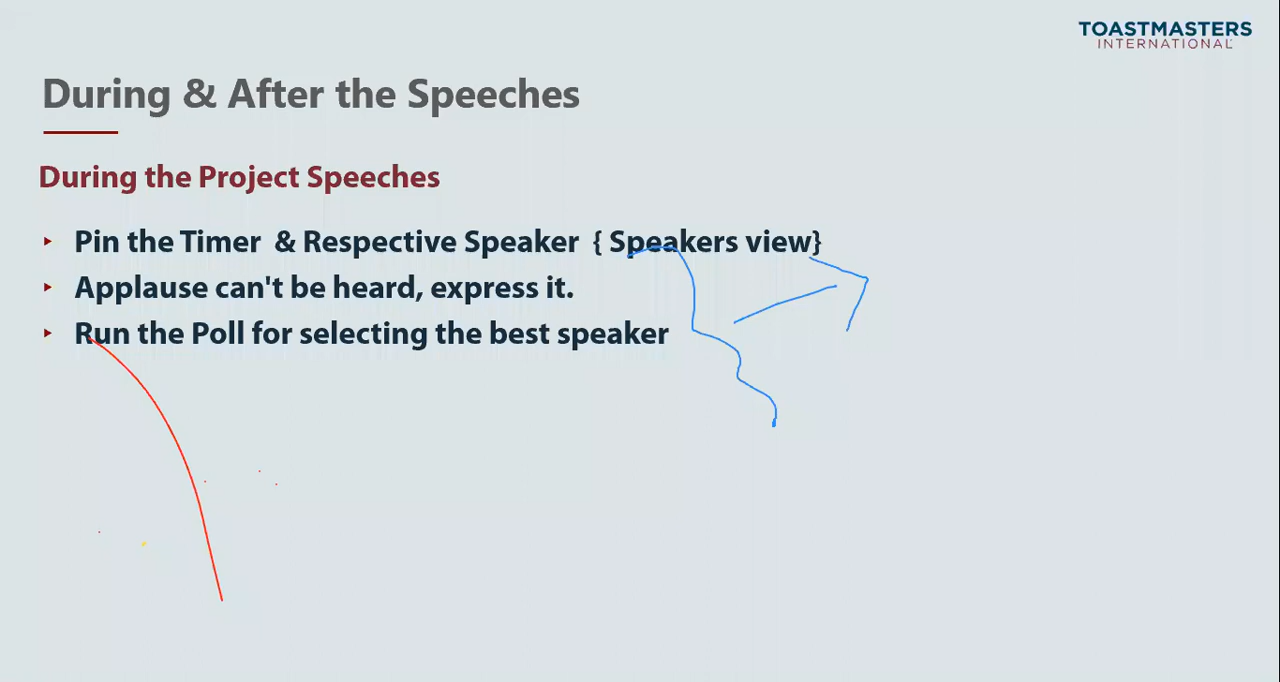 TOASTMASTERS
INTERNATIONAL
During & After the Speeches
During the Project Speeches
‣ Pin the Timer & Respective Speaker { Speakers view}
‣ Applause can't be heard, express it.
‣ Run the Poll for selecting the best speaker